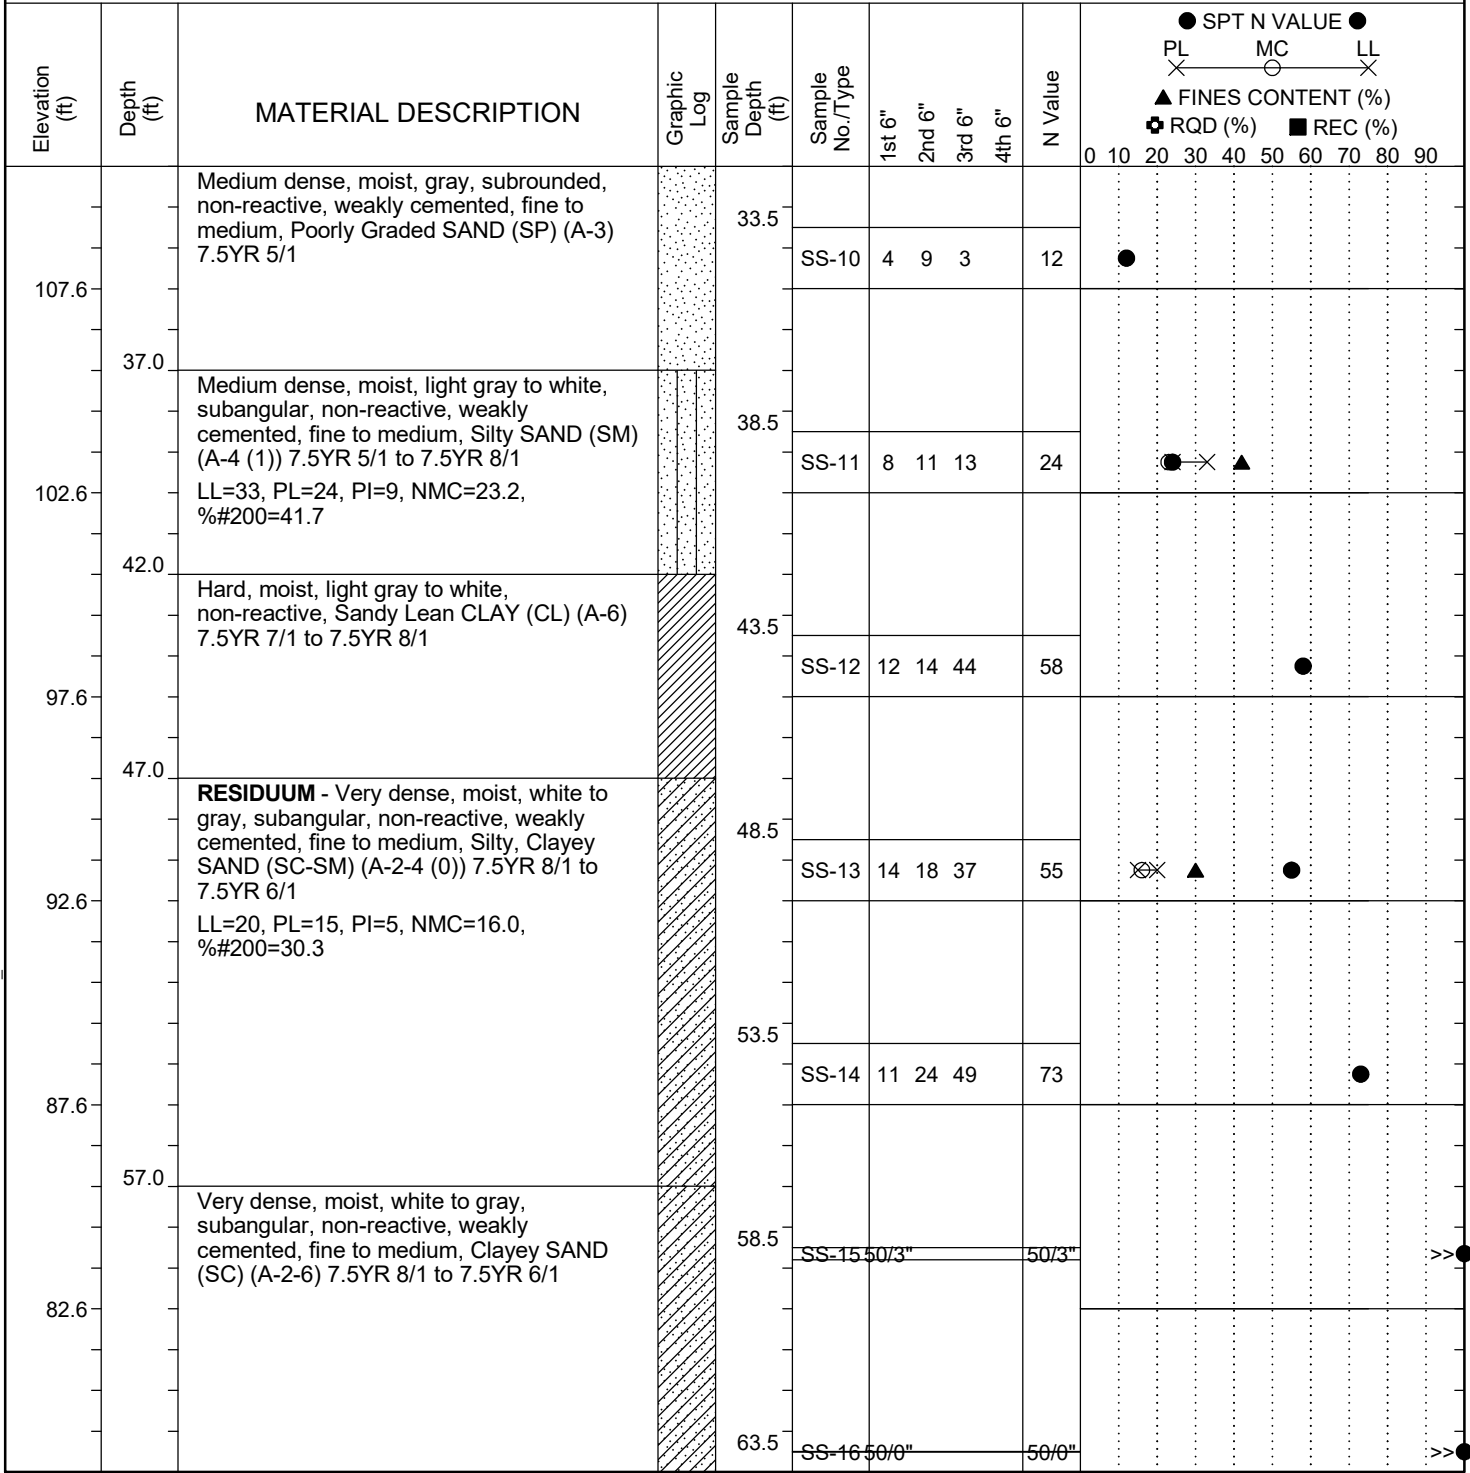 Elevation (ft)
Depth (ft)
MATERIAL DESCRIPTION
Graphic Log
Sample Depth (ft)
Sample No./Type
1st 6"
2nd 6"
3rd 6"
4th 6"
N Value
SPT N VALUE
PL MC LL
FINES CONTENT (%)
RQD (%) REC (%)
0 10 20 30 40 50 60 70 80 90
Medium dense, moist, gray, subrounded,
non-reactive, weakly cemented, fine to
medium, Poorly Graded SAND (SP) (A-3)
7.5YR 5/1
33.5
SS-10 4 9 3 12
107.6
37.0
Medium dense, moist, light gray to white,
subangular, non-reactive, weakly
cemented, fine to medium, Silty SAND (SM)
(A-4 (1)) 7.5YR 5/1 to 7.5YR 8/1
LL=33, PL=24, PI=9, NMC=23.2,
%#200=41.7
38.5
SS-11 8 11 13 24
102.6
42.0
Hard, moist, light gray to white,
non-reactive, Sandy Lean CLAY (CL) (A-6)
7.5YR 7/1 to 7.5YR 8/1
43.5
SS-12 12 14 44 58
97.6
47.0
RESIDUUM - Very dense, moist, white to
gray, subangular, non-reactive, weakly
cemented, fine to medium, Silty, Clayey
SAND (SC-SM) (A-2-4 (0)) 7.5YR 8/1 to
7.5YR 6/1
LL=20, PL=15, PI=5, NMC=16.0,
%#200=30.3
48.5
SS-13 14 18 37 55
92.6
53.5
SS-14 11 24 49 73
87.6
57.0
Very dense, moist, white to gray,
subangular, non-reactive, weakly
cemented, fine to medium, Clayey SAND
(SC) (A-2-6) 7.5YR 8/1 to 7.5YR 6/1
58.5
SS-15 50/3" 50/3" >>
82.6
63.5
SS-16 50/0" 50/0" >>